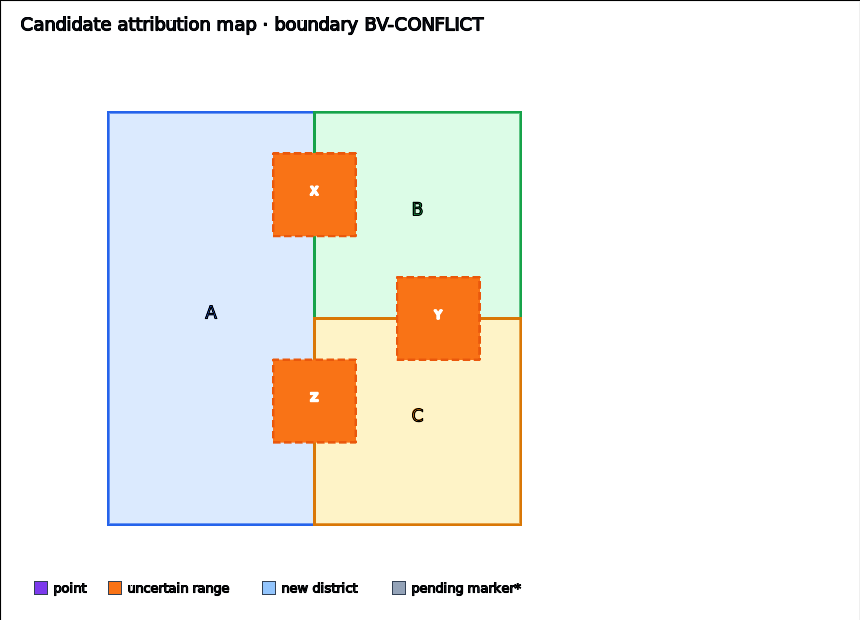 Candidate attribution map · boundary BV-CONFLICT
X
B
A
Y
Z
C
point uncertain range new district pending marker*